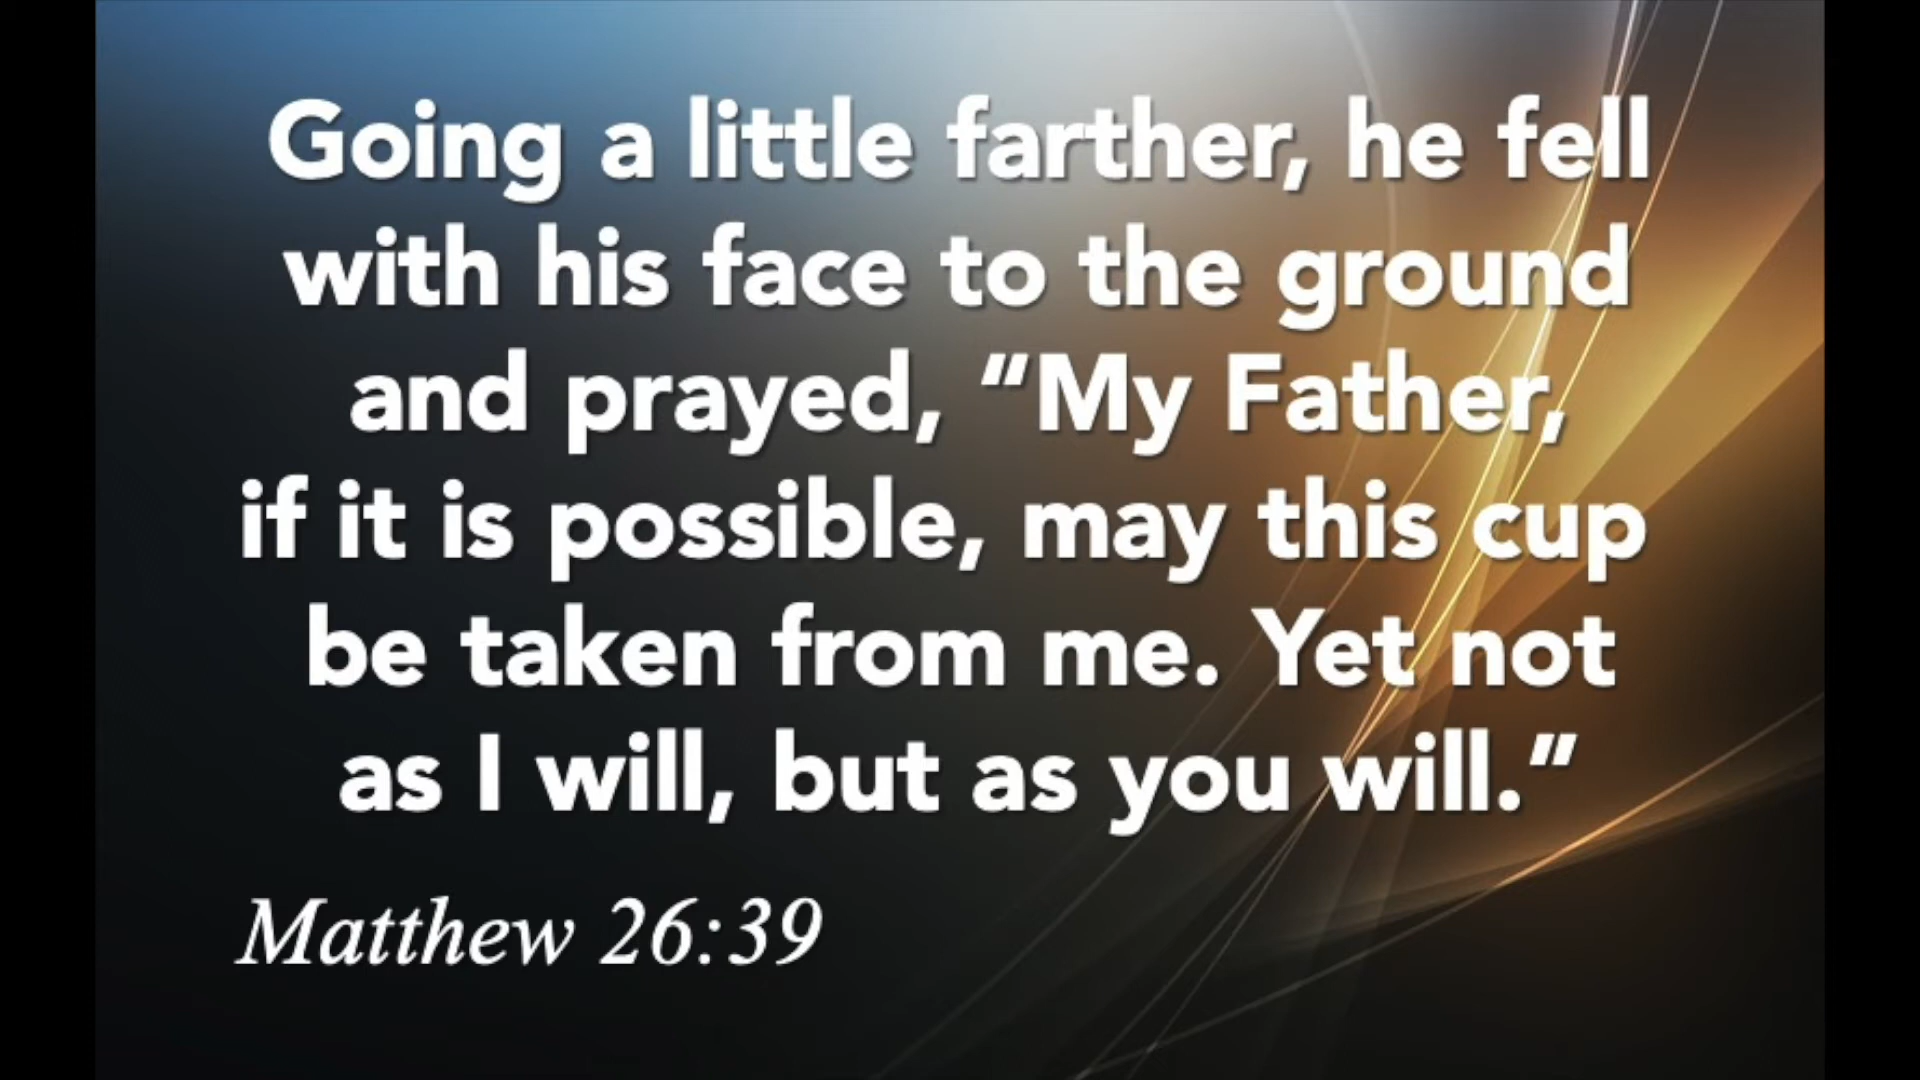 Going a little farther, he fell
with his face to the ground
and prayed, “My Father,
if it is possible, may this cup
be taken from me. Yet not
as I will, but as you will.”
Matthew 26:39